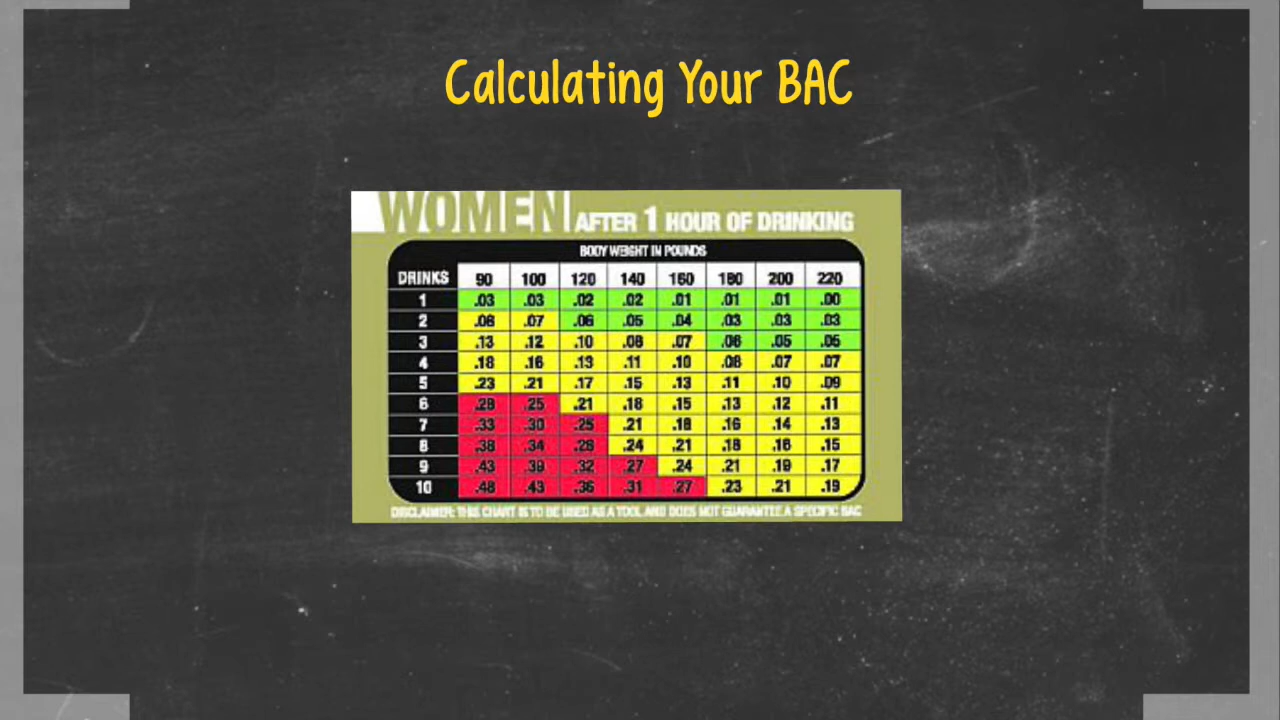 Calculating Your BAC
WOMEN AFTER 1 HOUR OF DRINKING
BODY WEIGHT IN POUNDS
DRINKS 90 100 120 140 160 180 200 220
1 .03 .03 .02 .02 .01 .01 .01 .00
2 .06 .07 .06 .05 .04 .03 .03 .03
3 .13 .12 .10 .08 .07 .06 .05 .05
4 .18 .16 .13 .11 .10 .08 .07 .07
5 .23 .21 .17 .15 .13 .11 .10 .09
6 .28 .25 .21 .18 .15 .13 .12 .11
7 .33 .30 .25 .21 .18 .16 .14 .13
8 .38 .34 .28 .24 .21 .18 .16 .15
9 .43 .39 .32 .27 .24 .21 .19 .17
10 .48 .43 .36 .31 .27 .23 .21 .19
DISCLAIMER: THIS CHART IS TO BE USED AS A TOOL AND DOES NOT GUARANTEE A SPECIFIC BAC